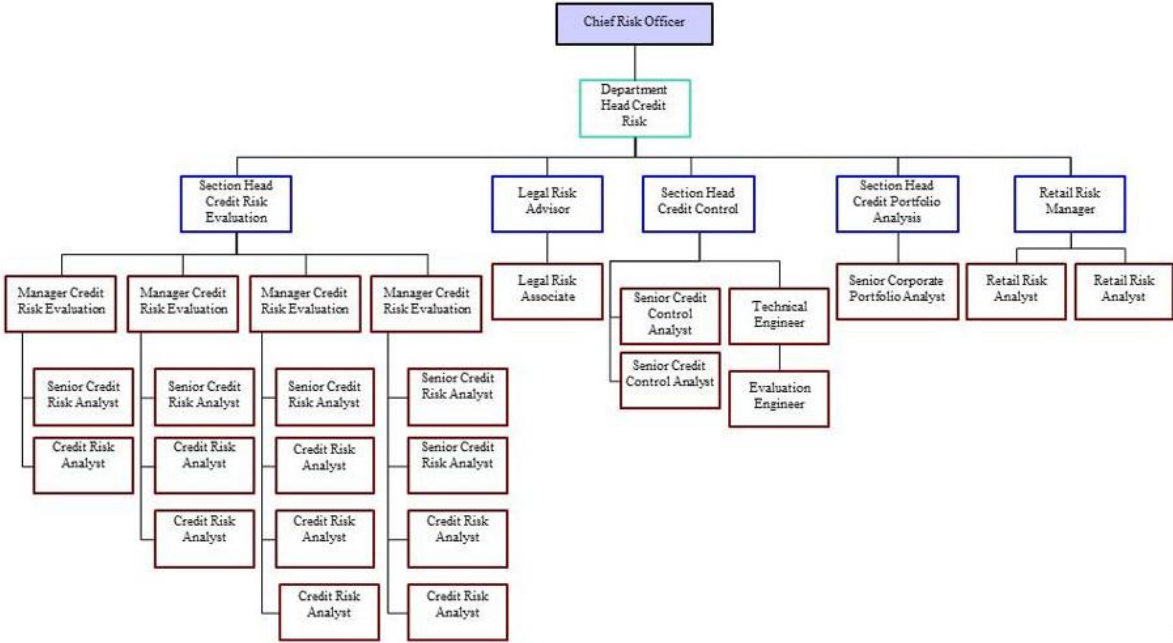 Chief Risk Officer
Department
Head Credit
Risk
Section Head
Credit Risk
Evaluation
Legal Risk
Advisor
Section Head
Credit Control
Section Head
Credit Portfolio
Analysis
Retail Risk
Manager
Manager Credit
Risk Evaluation
Manager Credit
Risk Evaluation
Manager Credit
Risk Evaluation
Manager Credit
Risk Evaluation
Legal Risk
Associate
Senior Credit
Control
Analyst
Technical
Engineer
Senior Corporate
Portfolio Analyst
Retail Risk
Analyst
Retail Risk
Analyst
Senior Credit
Control Analyst
Evaluation
Engineer
Senior Credit
Risk Analyst
Senior Credit
Risk Analyst
Senior Credit
Risk Analyst
Senior Credit
Risk Analyst
Credit Risk
Analyst
Credit Risk
Analyst
Credit Risk
Analyst
Senior Credit
Risk Analyst
Credit Risk
Analyst
Credit Risk
Analyst
Credit Risk
Analyst
Credit Risk
Analyst
Credit Risk
Analyst